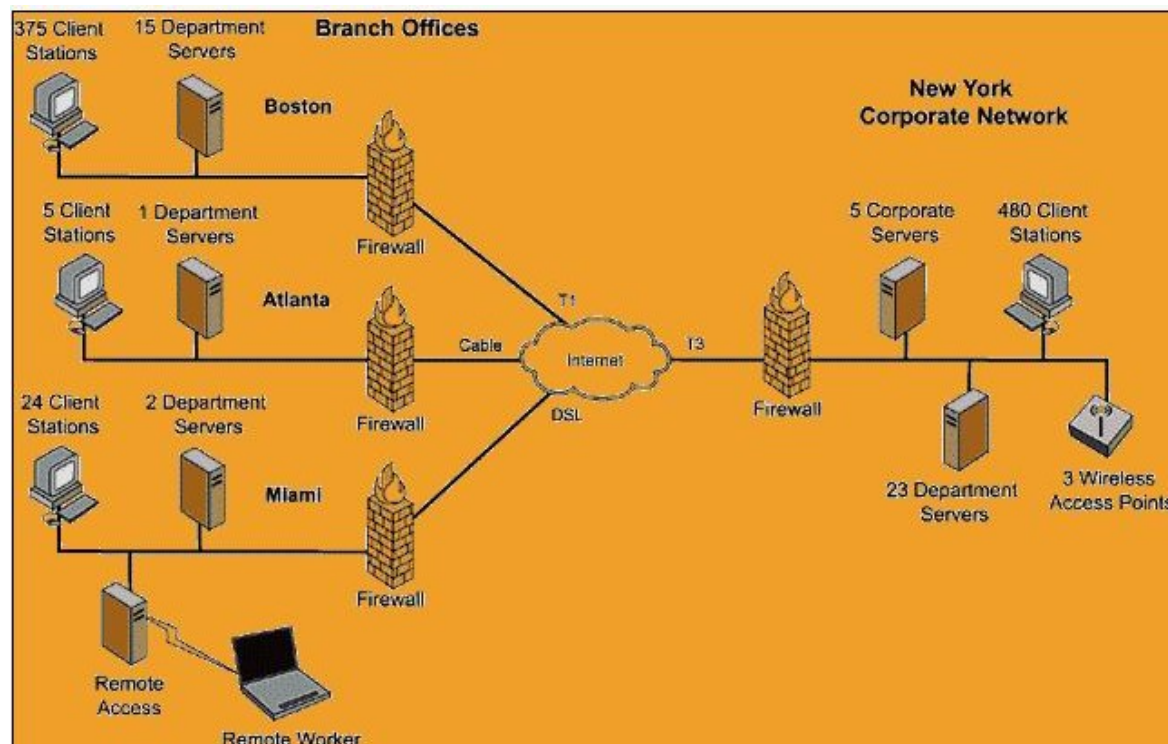 375 Client
Stations
15 Department
Servers
Branch Offices
Boston
New York
Corporate Network
Firewall
T1
5 Client
Stations
1 Department
Servers
Atlanta
Firewall
Cable
Internet
T3
Firewall
5 Corporate
Servers
480 Client
Stations
23 Department
Servers
3 Wireless
Access Points
24 Client
Stations
2 Department
Servers
Miami
Firewall
DSL
Remote
Access
Remote Worker